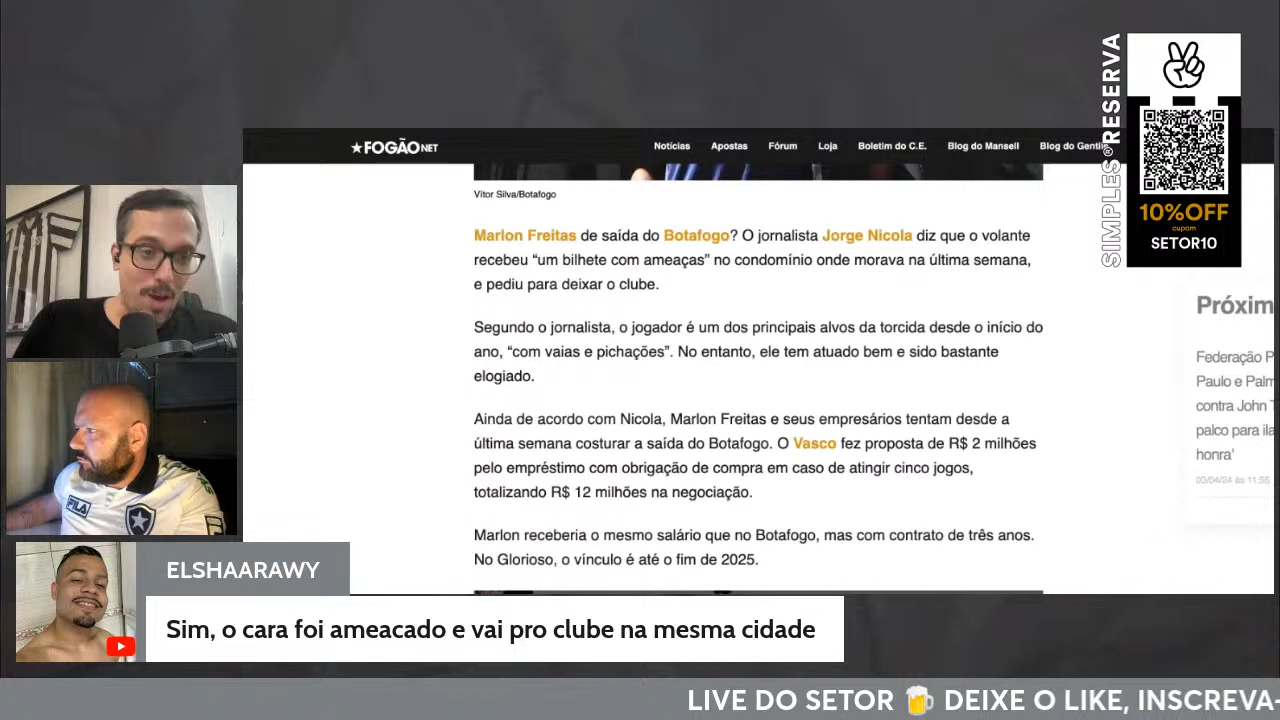 SIMPLES RESERVA
10%OFF
cupom
SETOR10
FOGÃO NET
Notícias Apostas Fórum Loja Boletim do C.E. Blog do Mansell Blog do Gentile
Vitor Silva/Botafogo
Marlon Freitas de saída do Botafogo? O jornalista Jorge Nicola diz que o volante
recebeu “um bilhete com ameaças” no condomínio onde morava na última semana,
e pediu para deixar o clube.
Segundo o jornalista, o jogador é um dos principais alvos da torcida desde o início do
ano, “com vaias e pichações”. No entanto, ele tem atuado bem e sido bastante
elogiado.
Ainda de acordo com Nicola, Marlon Freitas e seus empresários tentam desde a
última semana costurar a saída do Botafogo. O Vasco fez proposta de R$ 2 milhões
pelo empréstimo com obrigação de compra em caso de atingir cinco jogos,
totalizando R$ 12 milhões na negociação.
Marlon receberia o mesmo salário que no Botafogo, mas com contrato de três anos.
No Glorioso, o vínculo é até o fim de 2025.
Próxim
Federação P
Paulo e Palm
contra John T
palco para ila
honra’
03/04/24 às 11:55
FILA
ELSHAARAWY
Sim, o cara foi ameacado e vai pro clube na mesma cidade
LIVE DO SETOR 🍺 DEIXE O LIKE, INSCREVA-